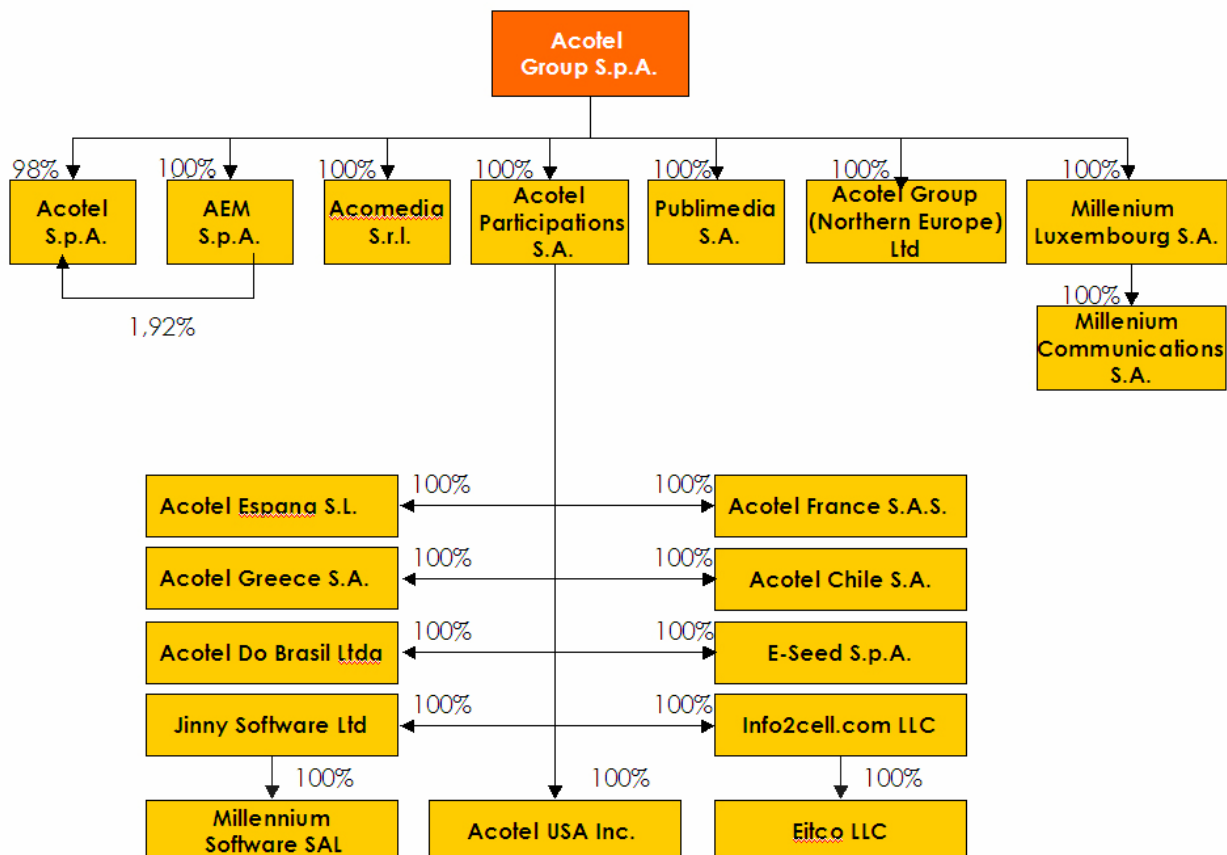 Acotel
Group S.p.A.
98%
100%
100%
100%
100%
100%
100%
Acotel
S.p.A.
AEM
S.p.A.
Acomedia
S.r.l.
Acotel
Participations
S.A.
Publimedia
S.A.
Acotel Group
(Northern Europe)
Ltd
Millenium
Luxembourg S.A.
1,92%
100%
Millenium
Communications
S.A.
100%
100%
Acotel Espana S.L.
Acotel France S.A.S.
100%
100%
Acotel Greece S.A.
Acotel Chile S.A.
100%
100%
Acotel Do Brasil Ltda
E-Seed S.p.A.
100%
100%
Jinny Software Ltd
Info2cell.com LLC
100%
100%
100%
Millennium
Software SAL
Acotel USA Inc.
Eitco LLC